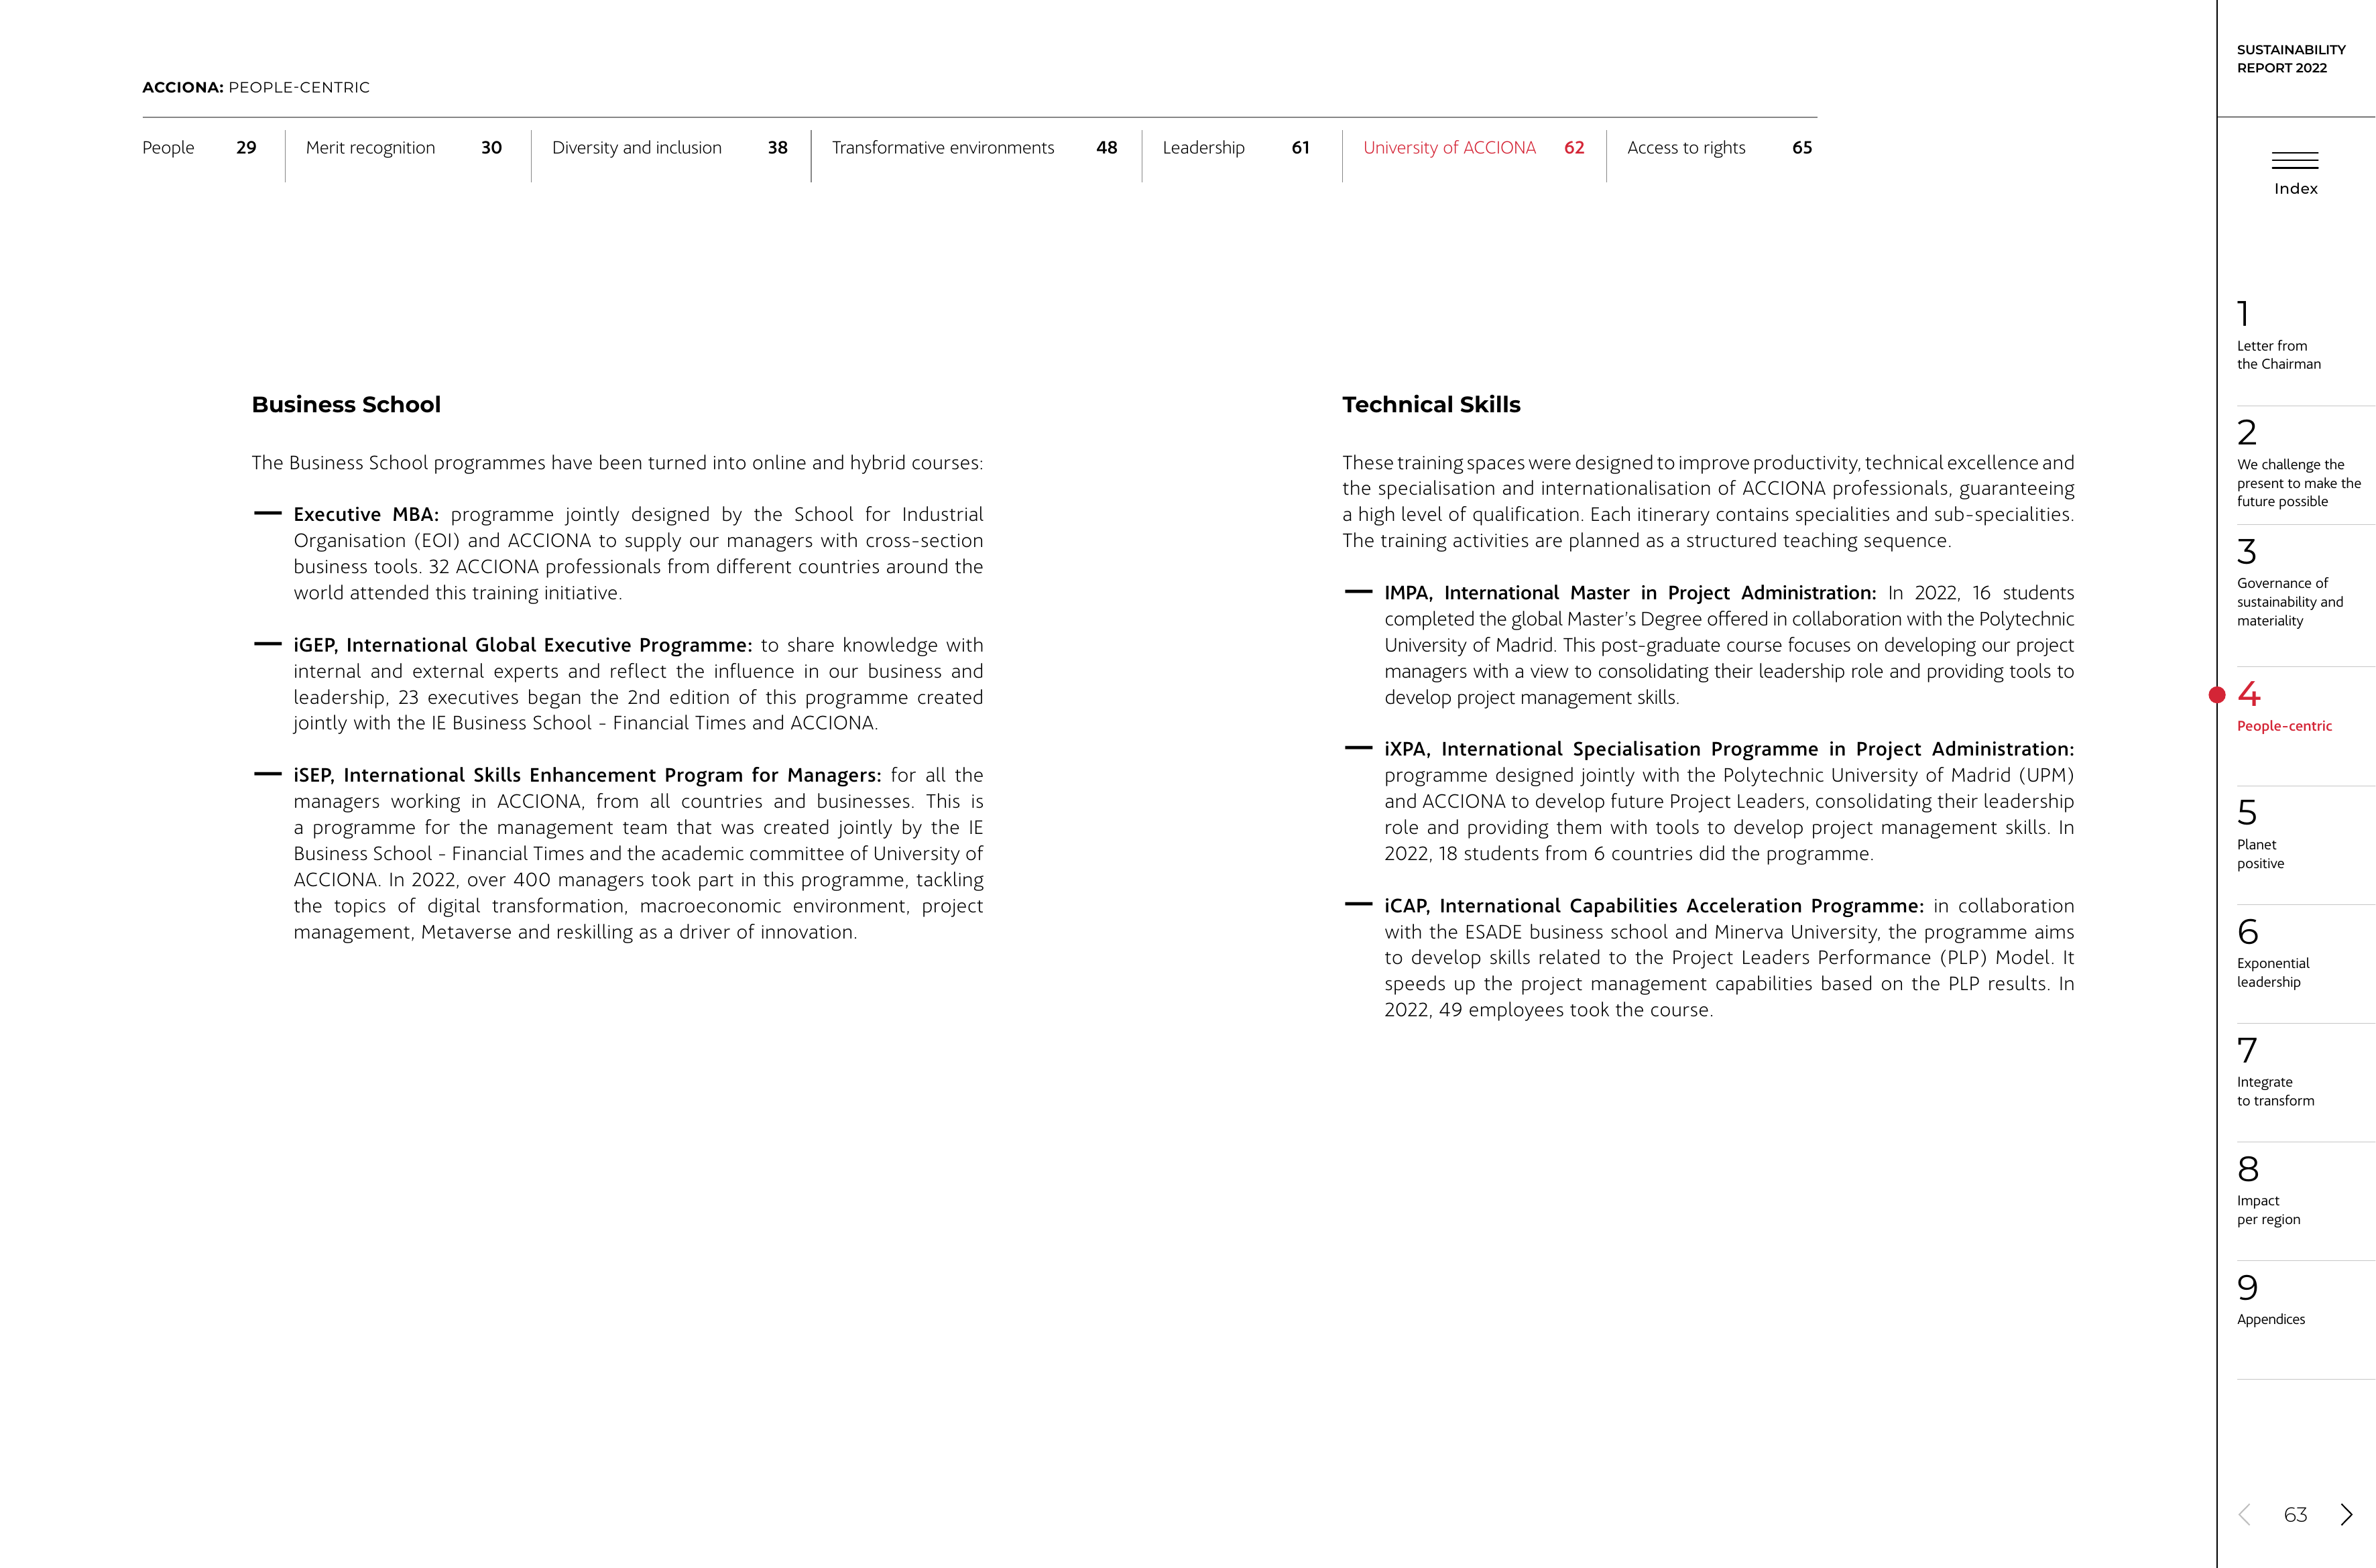 ACCIONA: PEOPLE-CENTRIC
People 29
Merit recognition 30
Diversity and inclusion 38
Transformative environments 48
Leadership 61
University of ACCIONA 62
Access to rights 65
Business School
The Business School programmes have been turned into online and hybrid courses:
— Executive MBA: programme jointly designed by the School for Industrial
Organisation (EOI) and ACCIONA to supply our managers with cross-section
business tools. 32 ACCIONA professionals from different countries around the
world attended this training initiative.
— iGEP, International Global Executive Programme: to share knowledge with
internal and external experts and reflect the influence in our business and
leadership, 23 executives began the 2nd edition of this programme created
jointly with the IE Business School - Financial Times and ACCIONA.
— iSEP, International Skills Enhancement Program for Managers: for all the
managers working in ACCIONA, from all countries and businesses. This is
a programme for the management team that was created jointly by the IE
Business School - Financial Times and the academic committee of University of
ACCIONA. In 2022, over 400 managers took part in this programme, tackling
the topics of digital transformation, macroeconomic environment, project
management, Metaverse and reskilling as a driver of innovation.
Technical Skills
These training spaces were designed to improve productivity, technical excellence and
the specialisation and internationalisation of ACCIONA professionals, guaranteeing
a high level of qualification. Each itinerary contains specialities and sub-specialities.
The training activities are planned as a structured teaching sequence.
— IMPA, International Master in Project Administration: In 2022, 16 students
completed the global Master's Degree offered in collaboration with the Polytechnic
University of Madrid. This post-graduate course focuses on developing our project
managers with a view to consolidating their leadership role and providing tools to
develop project management skills.
— iXPA, International Specialisation Programme in Project Administration:
programme designed jointly with the Polytechnic University of Madrid (UPM)
and ACCIONA to develop future Project Leaders, consolidating their leadership
role and providing them with tools to develop project management skills. In
2022, 18 students from 6 countries did the programme.
— iCAP, International Capabilities Acceleration Programme: in collaboration
with the ESADE business school and Minerva University, the programme aims
to develop skills related to the Project Leaders Performance (PLP) Model. It
speeds up the project management capabilities based on the PLP results. In
2022, 49 employees took the course.
SUSTAINABILITY
REPORT 2022
Index
1
Letter from
the Chairman
2
We challenge the
present to make the
future possible
3
Governance of
sustainability and
materiality
4
People-centric
5
Planet
positive
6
Exponential
leadership
7
Integrate
to transform
8
Impact
per region
9
Appendices
63